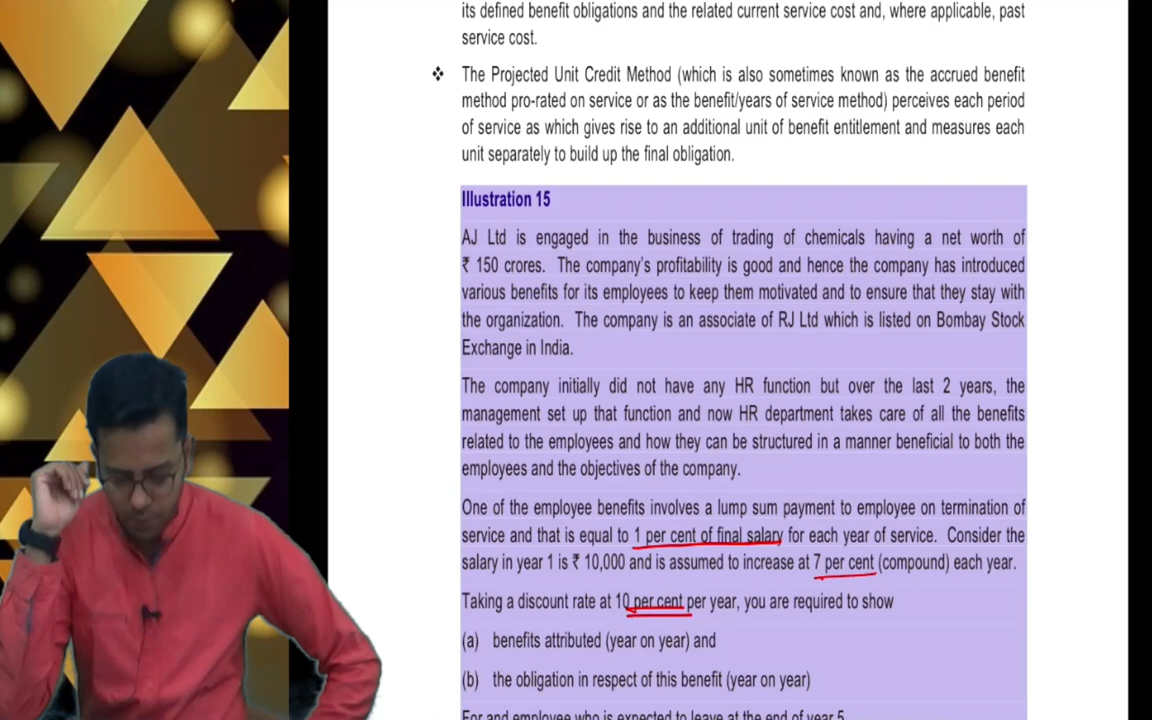 its defined benefit obligations and the related current service cost and, where applicable, past
service cost.
❖ The Projected Unit Credit Method (which is also sometimes known as the accrued benefit
method pro-rated on service or as the benefit/years of service method) perceives each period
of service as which gives rise to an additional unit of benefit entitlement and measures each
unit separately to build up the final obligation.
Illustration 15
AJ Ltd is engaged in the business of trading of chemicals having a net worth of
₹ 150 crores. The company's profitability is good and hence the company has introduced
various benefits for its employees to keep them motivated and to ensure that they stay with
the organization. The company is an associate of RJ Ltd which is listed on Bombay Stock
Exchange in India.
The company initially did not have any HR function but over the last 2 years, the
management set up that function and now HR department takes care of all the benefits
related to the employees and how they can be structured in a manner beneficial to both the
employees and the objectives of the company.
One of the employee benefits involves a lump sum payment to employee on termination of
service and that is equal to 1 per cent of final salary for each year of service. Consider the
salary in year 1 is ₹ 10,000 and is assumed to increase at 7 per cent (compound) each year.
Taking a discount rate at 10 per cent per year, you are required to show
(a) benefits attributed (year on year) and
(b) the obligation in respect of this benefit (year on year)
For and employee who is expected to leave at the end of year 5